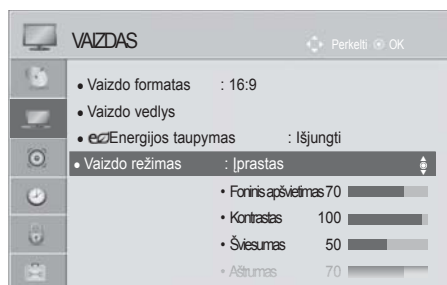 VAIZDAS
Perkelti OK
• Vaizdo formatas : 16:9
• Vaizdo vedlys
• eco Energijos taupymas : Išjungti
• Vaizdo režimas : Įprastas
• Foninis apšvietimas 70
• Kontrastas 100
• Šviesumas 50
• Aštrumas 70